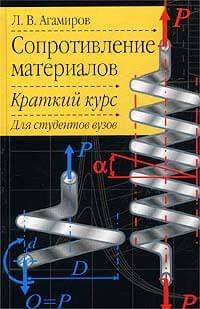 Л. В. Агамиров
Сопротивление
материалов
Краткий курс
Для студентов вузов
P
P
α
d
D
Q=P
P